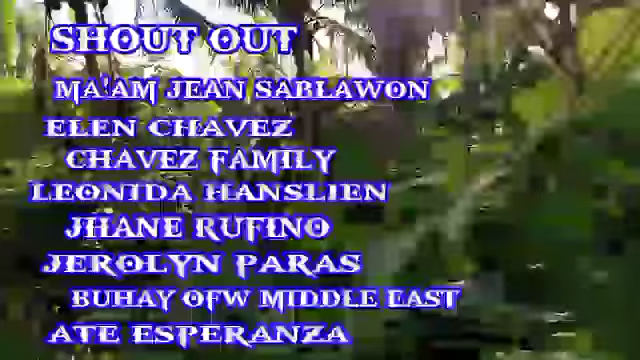 SHOUT OUT
MA'AM JEAN SABLAWON
ELEN CHAVEZ
CHAVEZ FAMILY
LEONIDA HANSLIEN
JHANE RUFINO
JEROLYN PARAS
BUHAY OFW MIDDLE EAST
ATE ESPERANZA